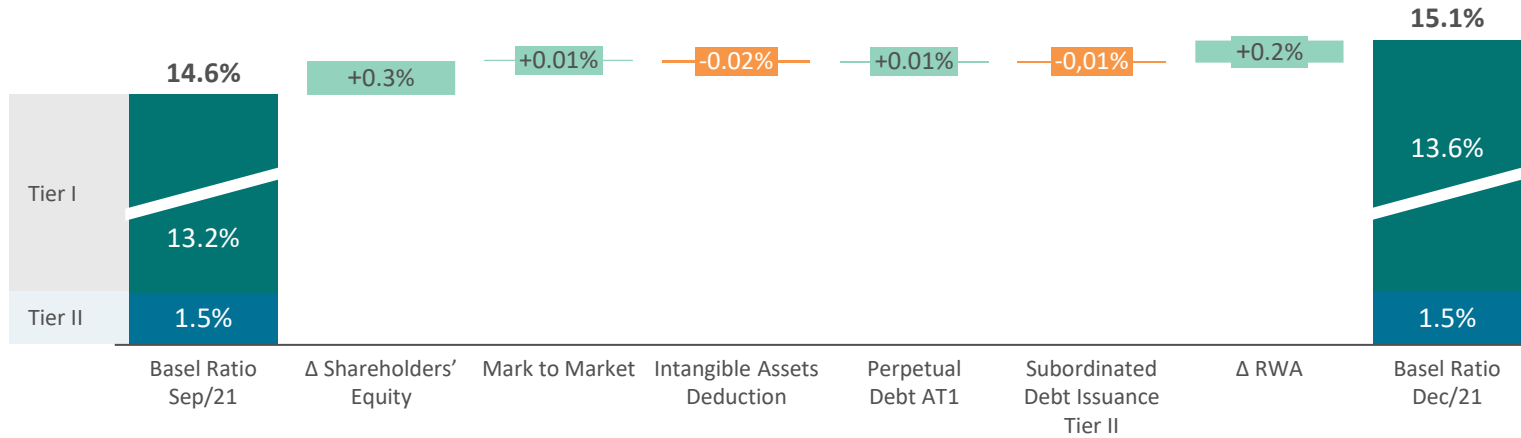 15.1%
14.6%
+0.3%
+0.01%
-0.02%
+0.01%
-0,01%
+0.2%
Tier I
13.2%
13.6%
Tier II
1.5%
1.5%
Basel Ratio
Sep/21
Δ Shareholders'
Equity
Mark to Market
Intangible Assets
Deduction
Perpetual
Debt AT1
Subordinated
Debt Issuance
Tier II
Δ RWA
Basel Ratio
Dec/21